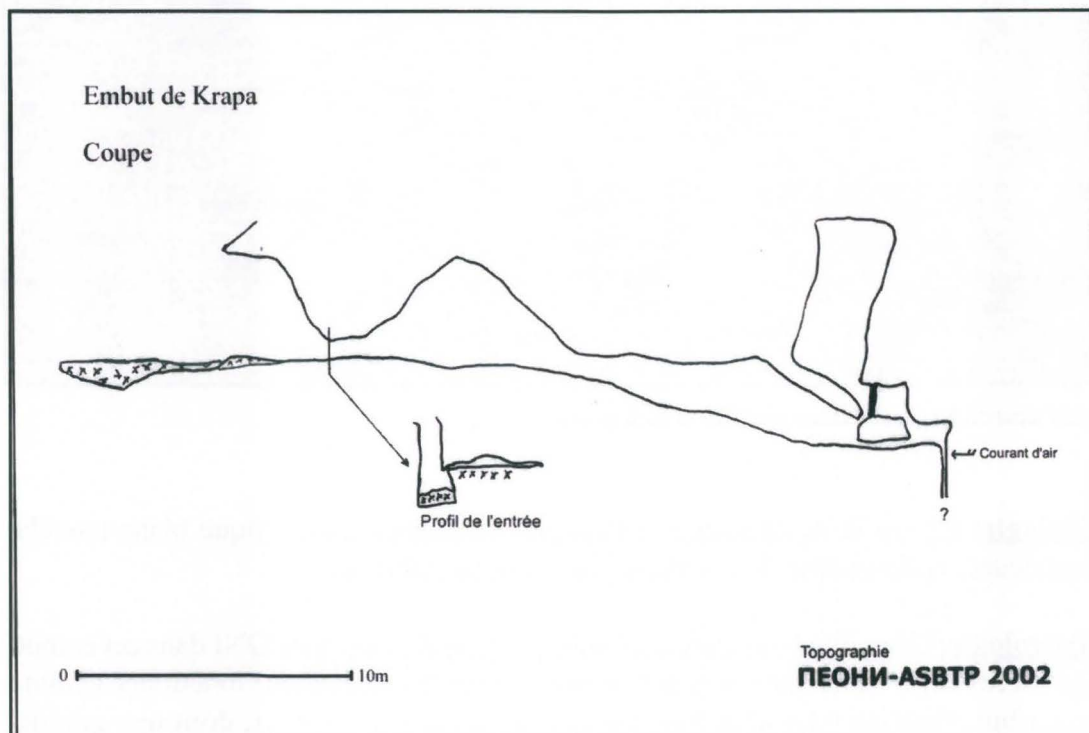 Embut de Krapa
Coupe
Courant d'air
?
Profil de l'entrée
0 10m
Topographie
ПЕОНИ-ASBTP 2002